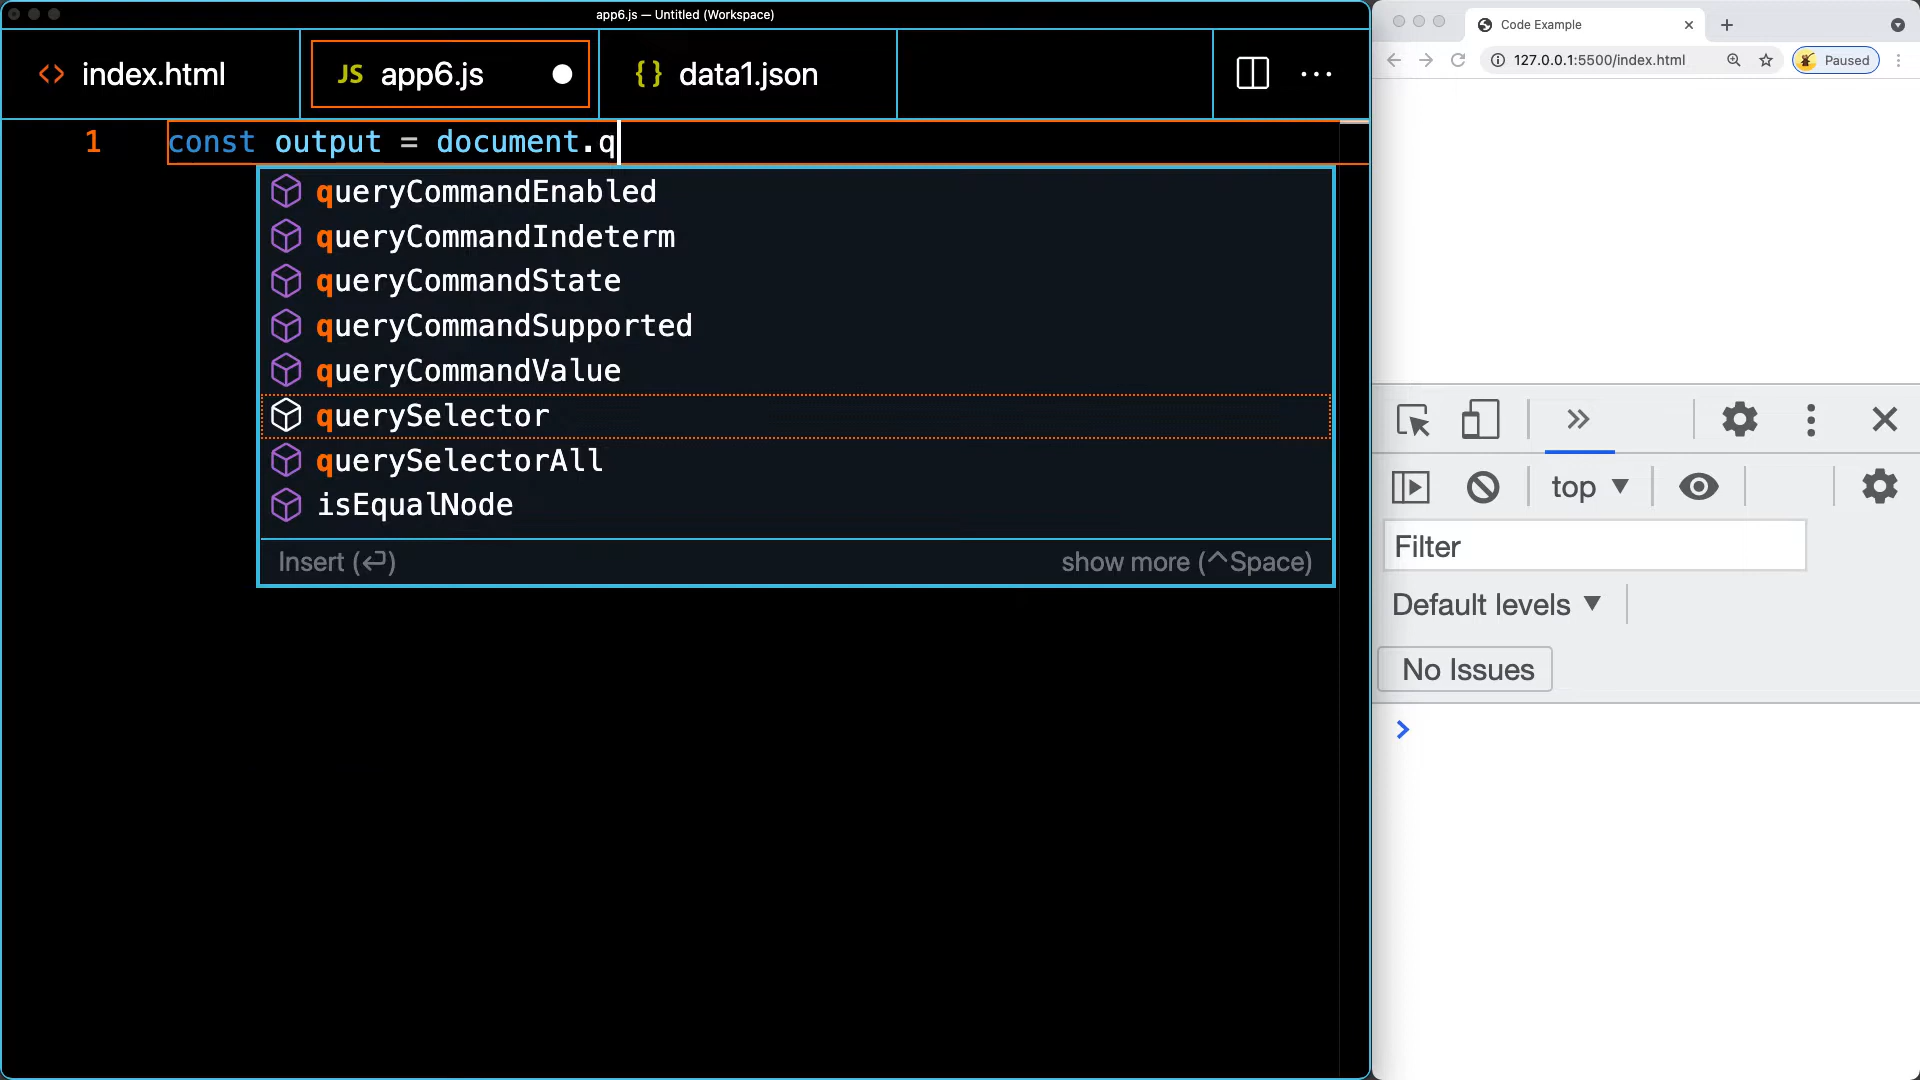 app6.js — Untitled (Workspace)
<> index.html
JS app6.js
{} data1.json
1 const output = document.q
queryCommandEnabled
queryCommandIndeterm
queryCommandState
queryCommandSupported
queryCommandValue
querySelector
querySelectorAll
isEqualNode
Insert (⏎) show more (^Space)
Code Example
127.0.0.1:5500/index.html
Paused
top
Filter
Default levels
No Issues